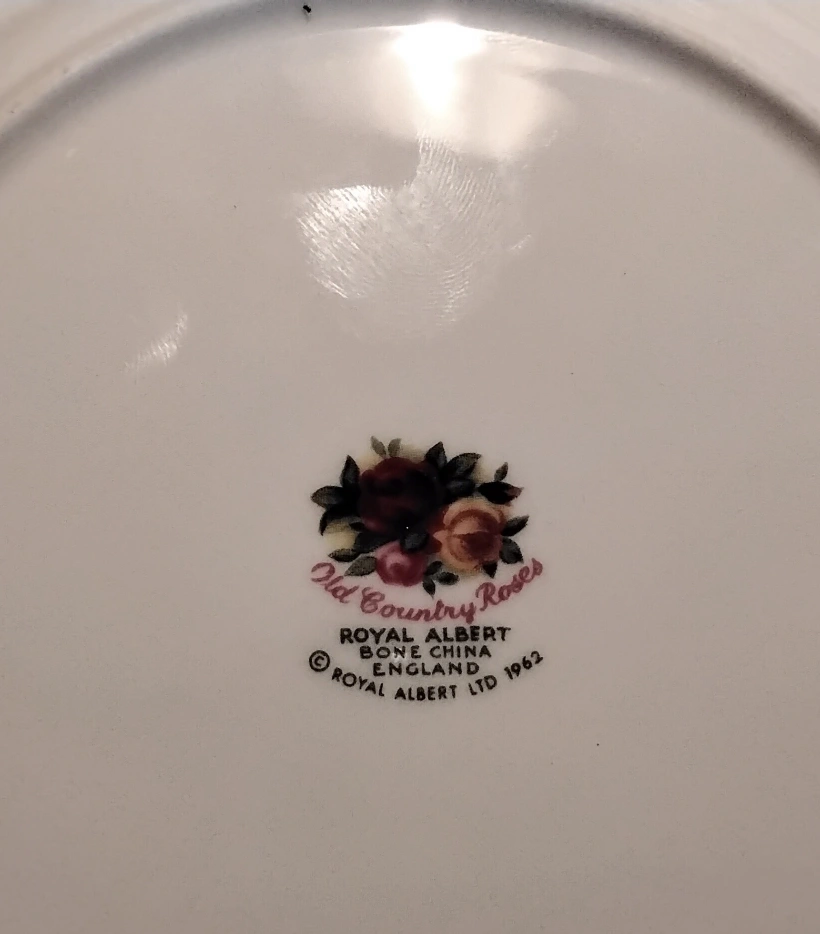 Old Country Roses
ROYAL ALBERT
BONE CHINA
ENGLAND
© ROYAL ALBERT LTD 1962